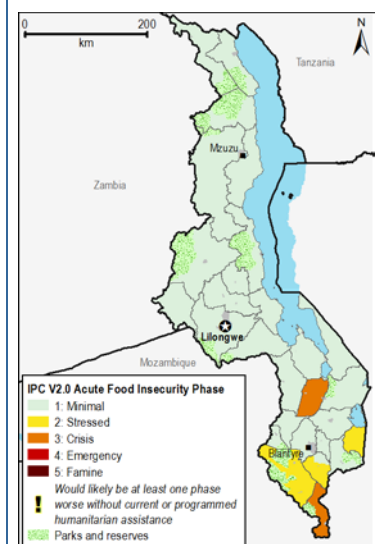 0 200
km
N
Tanzania
Mzuzu
Zambia
Lilongwe
Mozambique
Blantyre
IPC V2.0 Acute Food Insecurity Phase
1: Minimal
2: Stressed
3: Crisis
4: Emergency
5: Famine
! Would likely be at least one phase
worse without current or programmed
humanitarian assistance
Parks and reserves